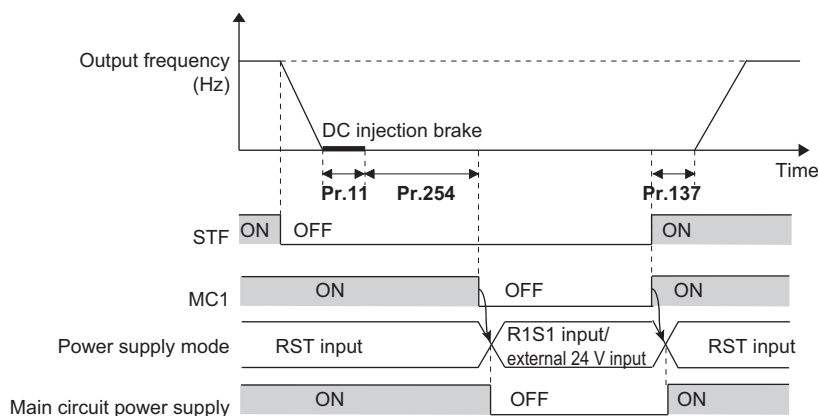 Output frequency
(Hz)
DC injection brake
Time
Pr.11
Pr.254
Pr.137
STF
ON
OFF
ON
MC1
ON
OFF
ON
Power supply mode
RST input
R1S1 input/
external 24 V input
RST input
Main circuit power supply
ON
OFF
ON